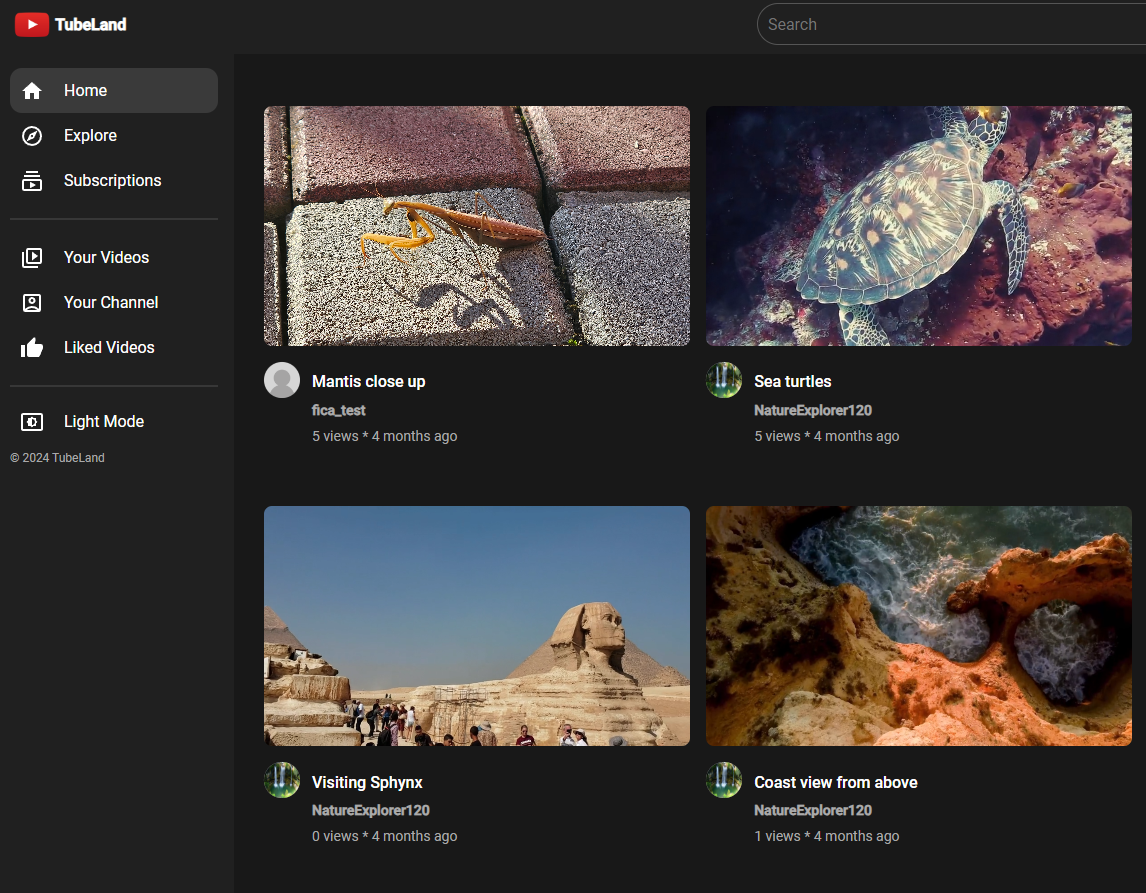 TubeLand
Search
Home
Explore
Subscriptions
Your Videos
Your Channel
Liked Videos
Light Mode
© 2024 TubeLand
Mantis close up
fica_test
5 views * 4 months ago
Sea turtles
NatureExplorer120
5 views * 4 months ago
Visiting Sphynx
NatureExplorer120
0 views * 4 months ago
Coast view from above
NatureExplorer120
1 views * 4 months ago